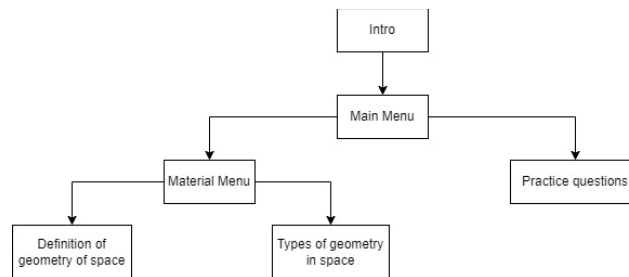 Intro
Main Menu
Material Menu
Practice questions
Definition of
geometry of space
Types of geometry
in space